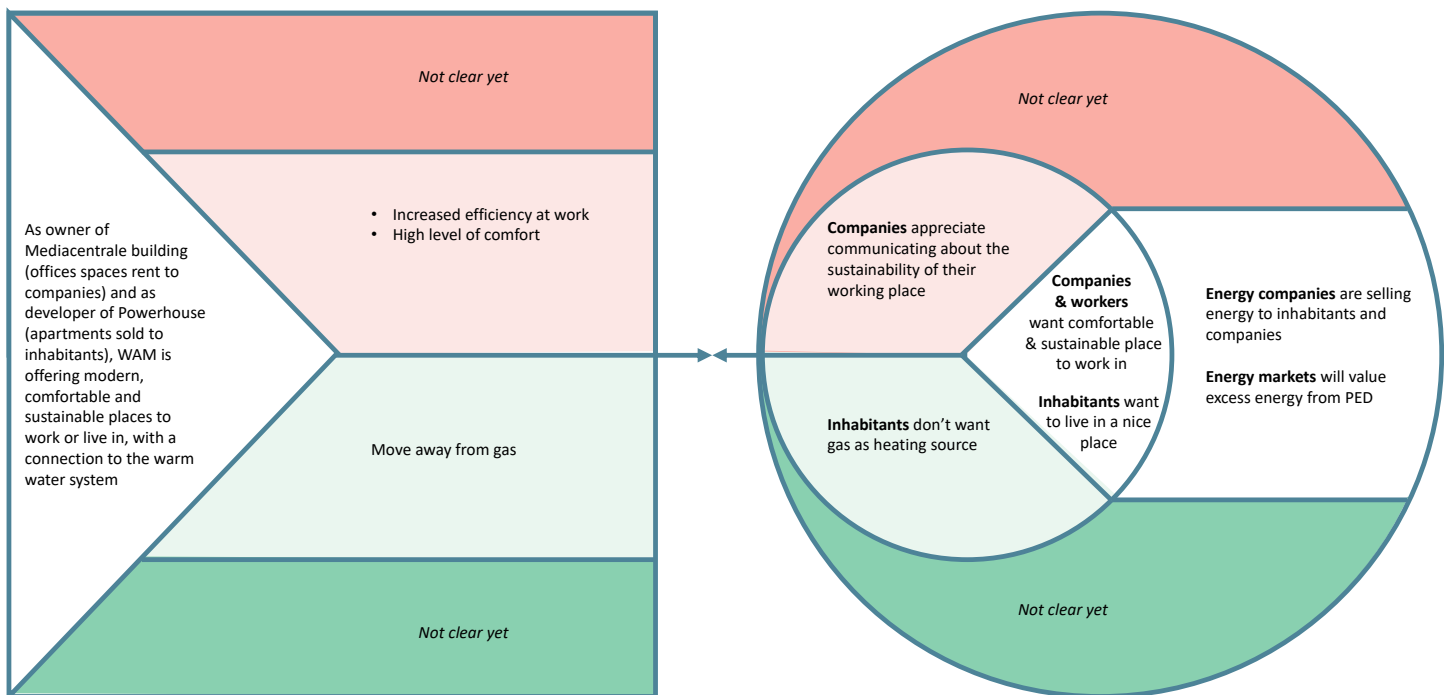 Not clear yet
• Increased efficiency at work
• High level of comfort
As owner of
Mediacentrale building
(offices spaces rent to
companies) and as
developer of Powerhouse
(apartments sold to
inhabitants), WAM is
offering modern,
comfortable and
sustainable places to
work or live in, with a
connection to the warm
water system
Move away from gas
Not clear yet
Not clear yet
Companies appreciate
communicating about the
sustainability of their
working place
Companies
& workers
want comfortable
& sustainable place
to work in
Inhabitants want
to live in a nice
place
Energy companies are selling
energy to inhabitants and
companies
Energy markets will value
excess energy from PED
Inhabitants don’t want
gas as heating source
Not clear yet